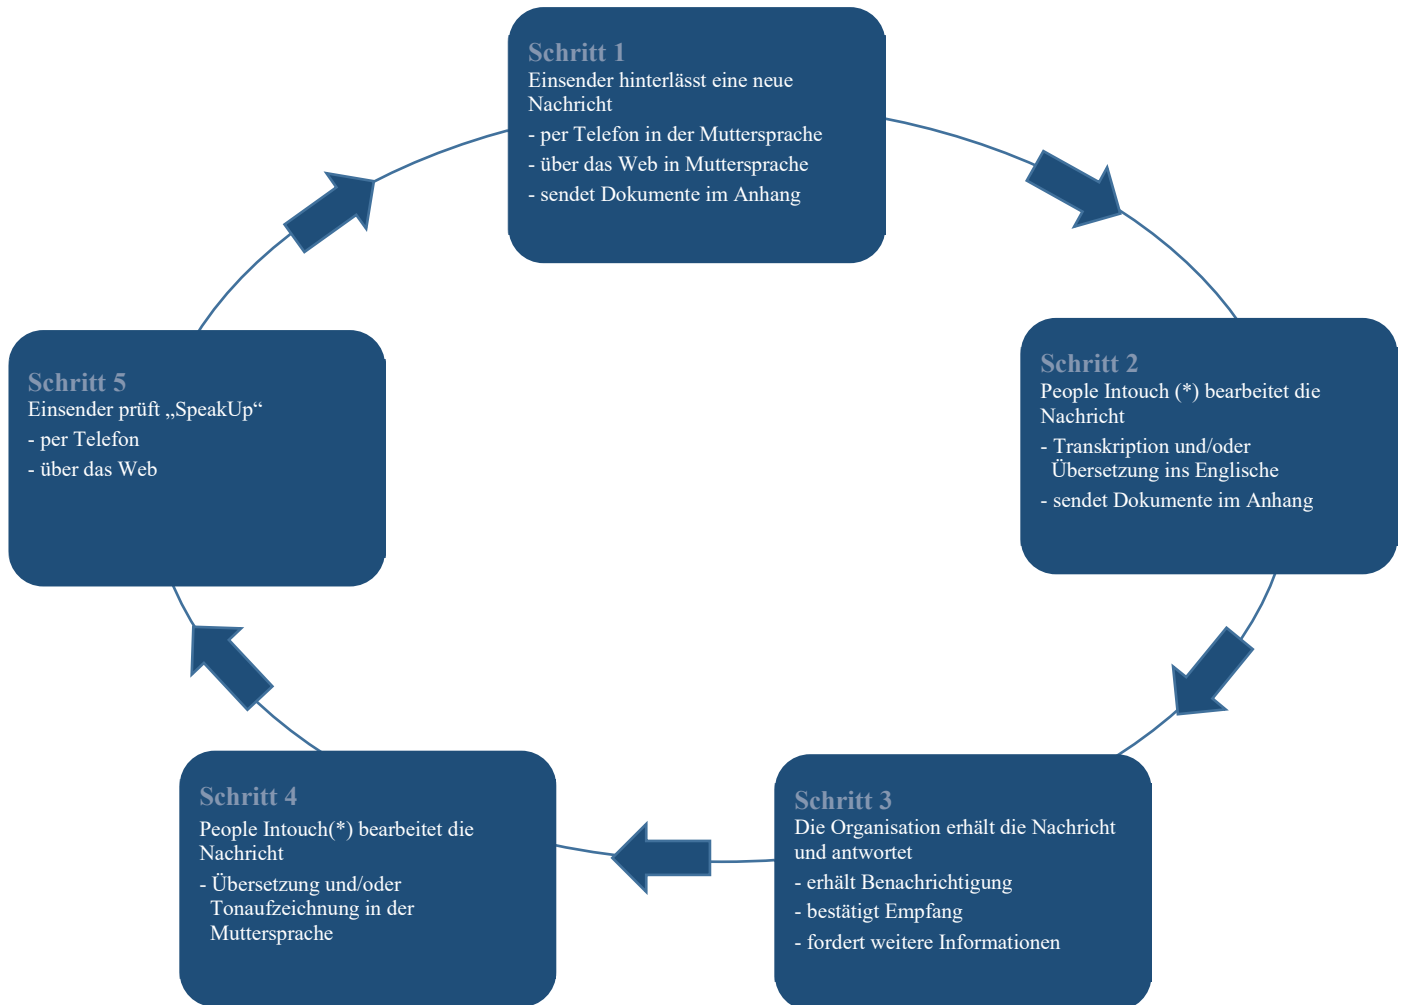 Schritt 1
Einsender hinterlässt eine neue
Nachricht
- per Telefon in der Muttersprache
- über das Web in Muttersprache
- sendet Dokumente im Anhang
Schritt 2
People Intouch (*) bearbeitet die
Nachricht
- Transkription und/oder
Übersetzung ins Englische
- sendet Dokumente im Anhang
Schritt 3
Die Organisation erhält die Nachricht
und antwortet
- erhält Benachrichtigung
- bestätigt Empfang
- fordert weitere Informationen
Schritt 4
People Intouch(*) bearbeitet die
Nachricht
- Übersetzung und/oder
Tonaufzeichnung in der
Muttersprache
Schritt 5
Einsender prüft „SpeakUp“
- per Telefon
- über das Web